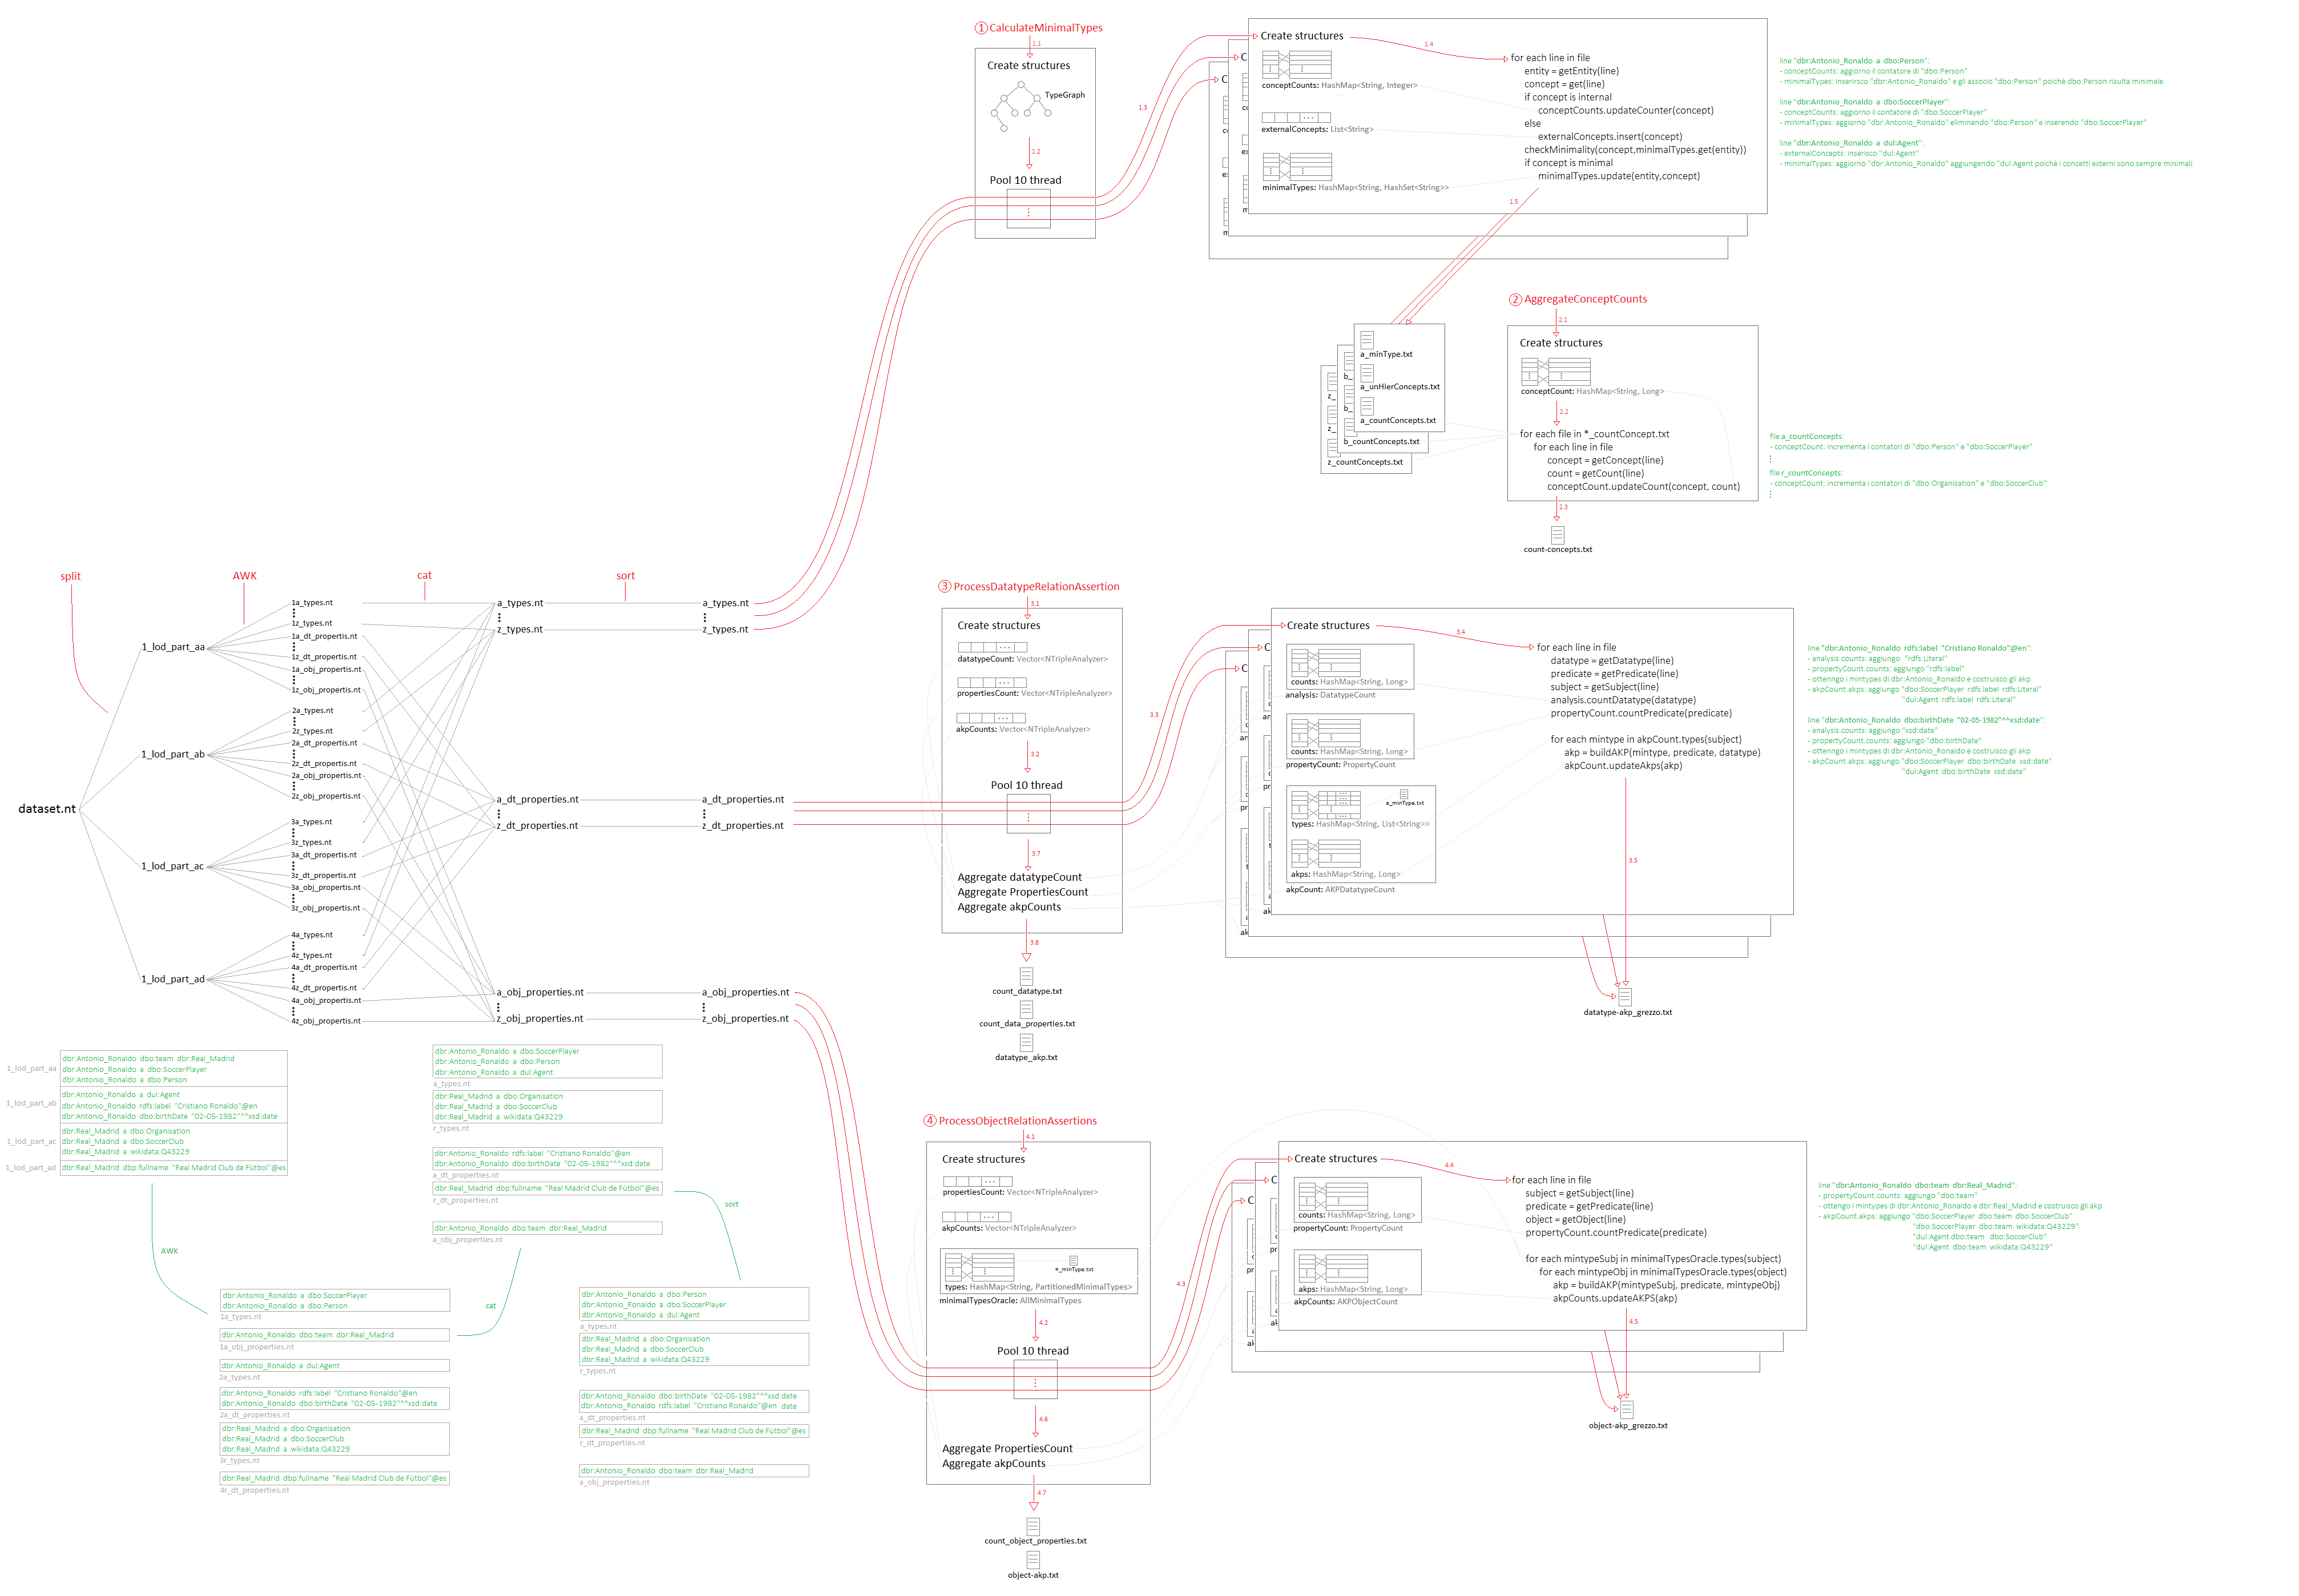 ① CalculateMinimalTypes
1.1
Create structures
TypeGraph
1.2
Pool 10 thread
1.3
Create structures
conceptCounts: HashMap<String, Integer>
externalConcepts: List<String>
minimalTypes: HashMap<String, HashSet<String>>
1.4
for each line in file
entity = getEntity(line)
concept = get(line)
if concept is internal
conceptCounts.updateCounter(concept)
else
externalConcepts.insert(concept)
checkMinimality(concept,minimalTypes.get(entity))
if concept is minimal
minimalTypes.update(entity,concept)
1.5
line "dbr:Antonio_Ronaldo a dbo:Person":
- conceptCounts: aggiorno il contatore di "dbo:Person"
- minimalTypes: inserirsco "dbr:Antonio_Ronaldo" e gli associo "dbo:Person" poichè dbo:Person risulta minimale.
line "dbr:Antonio_Ronaldo a dbo:SoccerPlayer":
- conceptCounts: aggiorno il contatore di "dbo:SoccerPlayer"
- minimalTypes: aggiorno "dbr:Antonio_Ronaldo" eliminando "dbo:Person" e inserendo "dbo:SoccerPlayer"
line "dbr:Antonio_Ronaldo a dul:Agent":
- externalConcepts: inserisco "dul:Agent"
- minimalTypes: aggiorno "dbr:Antonio_Ronaldo" aggiungendo "dul:Agent poichè i concetti esterni sono sempre minimali.
a_minType.txt
a_unHierConcepts.txt
a_countConcepts.txt
b_countConcepts.txt
z_countConcepts.txt
② AggregateConceptCounts
2.1
Create structures
conceptCount: HashMap<String, Long>
2.2
for each file in *_countConcept.txt
for each line in file
concept = getConcept(line)
count = getCount(line)
conceptCount.updateCount(concept, count)
2.3
count-concepts.txt
file a_countConcepts:
- conceptCount: incrementa i contatori di "dbo:Person" e "dbo:SoccerPlayer"
file r_countConcepts:
- conceptCount: incrementa i contatori di "dbo:Organisation" e "dbo:SoccerClub"
split
AWK
cat
sort
dataset.nt
1_lod_part_aa
1_lod_part_ab
1_lod_part_ac
1_lod_part_ad
1a_types.nt
1z_types.nt
1a_dt_propertis.nt
1z_dt_propertis.nt
1a_obj_propertis.nt
1z_obj_propertis.nt
2a_types.nt
2z_types.nt
2a_dt_propertis.nt
2z_dt_propertis.nt
2a_obj_propertis.nt
2z_obj_propertis.nt
3a_types.nt
3z_types.nt
3a_dt_propertis.nt
3z_dt_propertis.nt
3a_obj_propertis.nt
3z_obj_propertis.nt
4a_types.nt
4z_types.nt
4a_dt_propertis.nt
4z_dt_propertis.nt
4a_obj_propertis.nt
4z_obj_propertis.nt
a_types.nt
z_types.nt
a_dt_properties.nt
z_dt_properties.nt
a_obj_properties.nt
z_obj_properties.nt
a_types.nt
z_types.nt
a_dt_properties.nt
z_dt_properties.nt
a_obj_properties.nt
z_obj_properties.nt
③ ProcessDatatypeRelationAssertion
3.1
Create structures
datatypeCount: Vector<NTripleAnalyzer>
propertiesCount: Vector<NTripleAnalyzer>
akpCounts: Vector<NTripleAnalyzer>
3.2
Pool 10 thread
3.7
Aggregate datatypeCount
Aggregate PropertiesCount
Aggregate akpCounts
3.8
count_datatype.txt
count_data_properties.txt
datatype_akp.txt
3.3
Create structures
counts: HashMap<String, Long>
analysis: DatatypeCount
counts: HashMap<String, Long>
propertyCount: PropertyCount
a_minType.txt
types: HashMap<String, List<String>>
akps: HashMap<String, Long>
akpCount: AKPDatatypeCount
3.4
for each line in file
datatype = getDatatype(line)
predicate = getPredicate(line)
subject = getSubject(line)
analysis.countDatatype(datatype)
propertyCount.countPredicate(predicate)
for each mintype in akpCount.types(subject)
akp = buildAKP(mintype, predicate, datatype)
akpCount.updateAkps(akp)
3.5
datatype-akp_grezzo.txt
line "dbr:Antonio_Ronaldo rdfs:label "Cristiano Ronaldo"@en":
- analysis.counts: aggiungo "rdfs:Literal"
- propertyCount.counts: aggiungo "rdfs:label"
- ottenngo i mintypes di dbr:Antonio_Ronaldo e costruisco gli akp
- akpCount.akps: aggiungo "dbo:SoccerPlayer rdfs:label rdfs:Literal"
"dul:Agent rdfs:label rdfs:Literal"
line "dbr:Antonio_Ronaldo dbo:birthDate "02-05-1982"^^xsd:date":
- analysis.counts: aggiungo "xsd:date"
- propertyCount.counts: aggiungo "dbo:birthDate"
- ottenngo i mintypes di dbr:Antonio_Ronaldo e costruisco gli akp
- akpCount.akps: aggiungo "dbo:SoccerPlayer dbo:birthDate xsd:date"
"dul:Agent dbo:birthDate xsd:date"
1_lod_part_aa
dbr:Antonio_Ronaldo dbo:team dbr:Real_Madrid
dbr:Antonio_Ronaldo a dbo:SoccerPlayer
dbr:Antonio_Ronaldo a dbo:Person
1_lod_part_ab
dbr:Antonio_Ronaldo a dul:Agent
dbr:Antonio_Ronaldo rdfs:label "Cristiano Ronaldo"@en
dbr:Antonio_Ronaldo dbo:birthDate "02-05-1982"^^xsd:date
1_lod_part_ac
dbr:Real_Madrid a dbo:Organisation
dbr:Real_Madrid a dbo:SoccerClub
dbr:Real_Madrid a wikidata:Q43229
1_lod_part_ad
dbr:Real_Madrid dbp:fullname "Real Madrid Club de Fútbol"@es
AWK
dbr:Antonio_Ronaldo a dbo:SoccerPlayer
dbr:Antonio_Ronaldo a dbo:Person
1a_types.nt
dbr:Antonio_Ronaldo dbo:team dbr:Real_Madrid
1a_obj_properties.nt
dbr:Antonio_Ronaldo a dul:Agent
2a_types.nt
dbr:Antonio_Ronaldo rdfs:label "Cristiano Ronaldo"@en
dbr:Antonio_Ronaldo dbo:birthDate "02-05-1982"^^xsd:date
2a_dt_properties.nt
dbr:Real_Madrid a dbo:Organisation
dbr:Real_Madrid a dbo:SoccerClub
dbr:Real_Madrid a wikidata:Q43229
3r_types.nt
dbr:Real_Madrid dbp:fullname "Real Madrid Club de Fútbol"@es
4r_dt_properties.nt
cat
dbr:Antonio_Ronaldo a dbo:SoccerPlayer
dbr:Antonio_Ronaldo a dbo:Person
dbr:Antonio_Ronaldo a dul:Agent
a_types.nt
dbr:Real_Madrid a dbo:Organisation
dbr:Real_Madrid a dbo:SoccerClub
dbr:Real_Madrid a wikidata:Q43229
r_types.nt
dbr:Antonio_Ronaldo rdfs:label "Cristiano Ronaldo"@en
dbr:Antonio_Ronaldo dbo:birthDate "02-05-1982"^^xsd:date
a_dt_properties.nt
dbr:Real_Madrid dbp:fullname "Real Madrid Club de Fútbol"@es
r_dt_properties.nt
dbr:Antonio_Ronaldo dbo:team dbr:Real_Madrid
a_obj_properties.nt
sort
dbr:Antonio_Ronaldo a dbo:Person
dbr:Antonio_Ronaldo a dbo:SoccerPlayer
dbr:Antonio_Ronaldo a dul:Agent
a_types.nt
dbr:Real_Madrid a dbo:Organisation
dbr:Real_Madrid a dbo:SoccerClub
dbr:Real_Madrid a wikidata:Q43229
r_types.nt
dbr:Antonio_Ronaldo dbo:birthDate "02-05-1982"^^xsd:date
dbr:Antonio_Ronaldo rdfs:label "Cristiano Ronaldo"@en date
a_dt_properties.nt
dbr:Real_Madrid dbp:fullname "Real Madrid Club de Fútbol"@es
r_dt_properties.nt
dbr:Antonio_Ronaldo dbo:team dbr:Real_Madrid
a_obj_properties.nt
④ ProcessObjectRelationAssertions
4.1
Create structures
propertiesCount: Vector<NTripleAnalyzer>
akpCounts: Vector<NTripleAnalyzer>
*_minType.txt
types: HashMap<String, PartitionedMinimalTypes>
minimalTypesOracle: AllMinimalTypes
4.2
Pool 10 thread
4.6
Aggregate PropertiesCount
Aggregate akpCounts
4.7
count_object_properties.txt
object-akp.txt
4.3
Create structures
counts: HashMap<String, Long>
propertyCount: PropertyCount
akps: HashMap<String, Long>
akpCounts: AKPObjectCount
4.4
for each line in file
subject = getSubject(line)
predicate = getPredicate(line)
object = getObject(line)
propertyCount.countPredicate(predicate)
for each mintypeSubj in minimalTypesOracle.types(subject)
for each mintypeObj in minimalTypesOracle.types(object)
akp = buildAKP(mintypeSubj, predicate, mintypeObj)
akpCounts.updateAKPS(akp)
4.5
object-akp_grezzo.txt
line "dbr:Antonio_Ronaldo dbo:team dbr:Real_Madrid":
- propertyCount.counts: aggiungo "dbo:team"
- ottengo i mintypes di dbr:Antonio_Ronaldo e dbr:Real_Madrid e costruisco gli akp
- akpCount.akps: aggiungo "dbo:SoccerPlayer dbo:team dbo:SoccerClub"
"dbo:SoccerPlayer dbo:team wikidata:Q43229"
"dul:Agent dbo:team dbo:SoccerClub"
"dul:Agent dbo:team wikidata:Q43229"